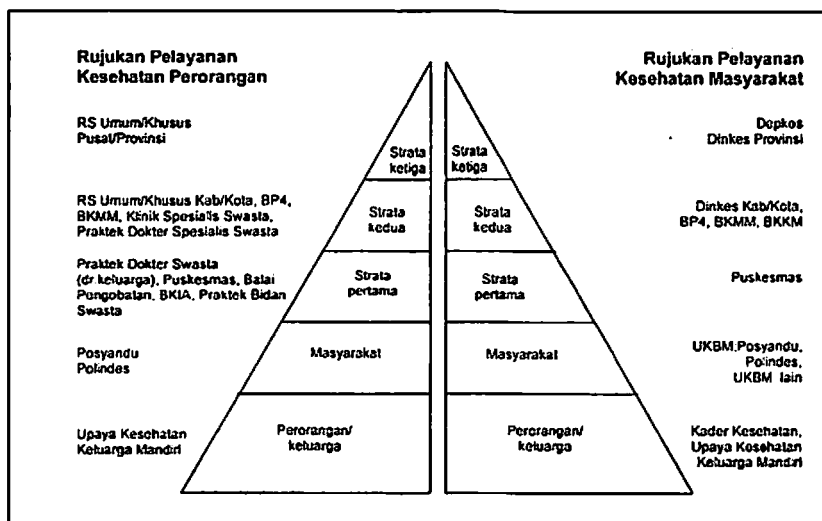 Rujukan Pelayanan
Kesehatan Perorangan
Rujukan Pelayanan
Kesehatan Masyarakat
RS Umum/Khusus
Pusat/Provinsi
Strata
ketiga
Strata
ketiga
Depkos
Dinkes Provinsi
RS Umum/Khusus Kab/Kota, BP4,
BKMM, Klinik Spesialis Swasta,
Praktek Dokter Spesialis Swasta
Strata
kedua
Strata
kedua
Dinkes Kab/Kota,
BP4, BKMM, BKKM
Praktek Dokter Swasta
(dr.keluarga), Puskesmas, Balai
Pengobatan, BKIA, Praktek Bidan
Swasta
Strata
pertama
Strata
pertama
Puskesmas
Posyandu
Polindes
Masyarakat
Masyarakat
UKBM:Posyandu,
Polindes,
UKBM lain
Upaya Kesehatan
Keluarga Mandiri
Perorangan/
keluarga
Perorangan/
keluarga
Kader Kesehatan,
Upaya Kesehatan
Keluarga Mandiri